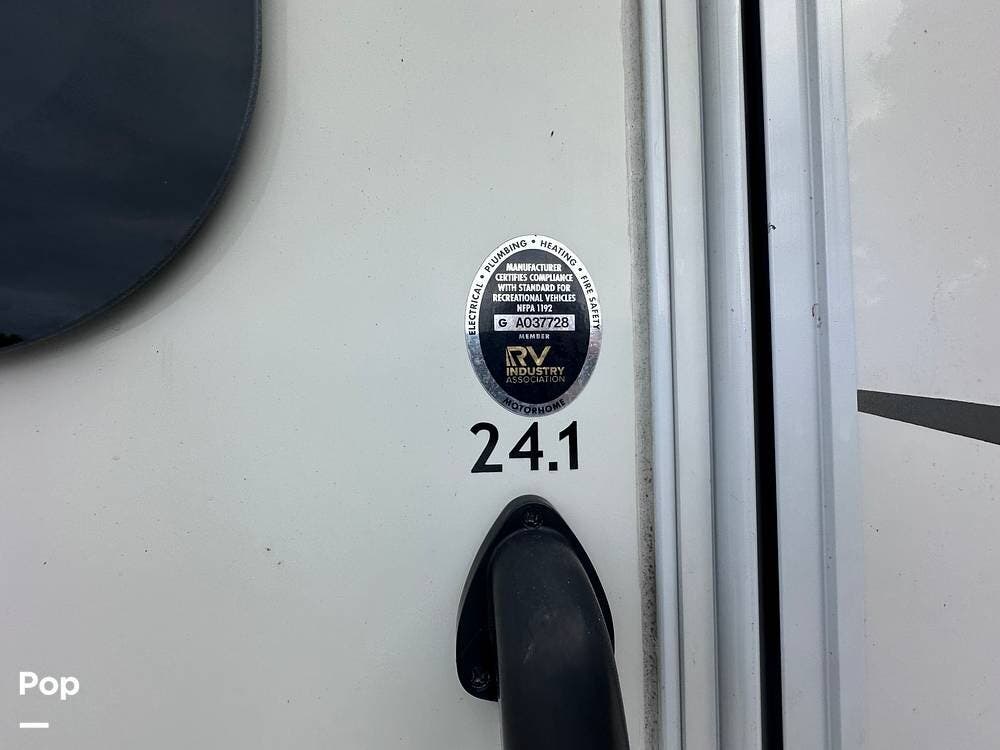 ELECTRICAL • PLUMBING • HEATING • FIRE SAFETY
MANUFACTURER
CERTIFIES COMPLIANCE
WITH STANDARD FOR
RECREATIONAL VEHICLES
NFPA 1192
G A037728
MEMBER
RV
INDUSTRY
ASSOCIATION
MOTORHOME
24.1
Pop